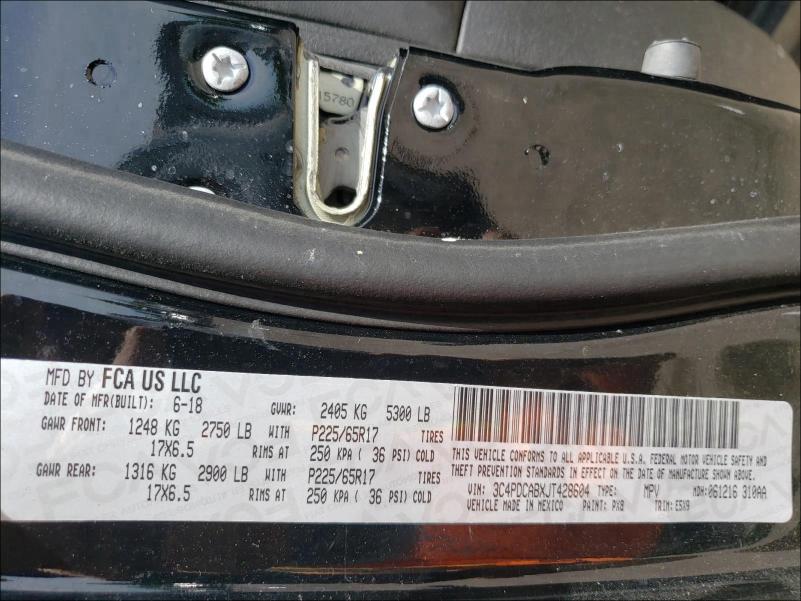 5780
MFD BY FCA US LLC
DATE OF MFR(BUILT): 6-18 GVWR: 2405 KG 5300 LB
GAWR FRONT: 1248 KG 2750 LB WITH P225/65R17 TIRES
17X6.5 RIMS AT 250 KPA ( 36 PSI) COLD
GAWR REAR: 1316 KG 2900 LB WITH P225/65R17 TIRES
17X6.5 RIMS AT 250 KPA ( 36 PSI) COLD
THIS VEHICLE CONFORMS TO ALL APPLICABLE U.S.A. FEDERAL MOTOR VEHICLE SAFETY AND
THEFT PREVENTION STANDARDS IN EFFECT ON THE DATE OF MANUFACTURE SHOWN ABOVE.
VIN: 3C4PDCABXJT428604 TYPE: MPV MDH: 061216 310AA
VEHICLE MADE IN MEXICO PAINT: PX8 TRIM: E5X9